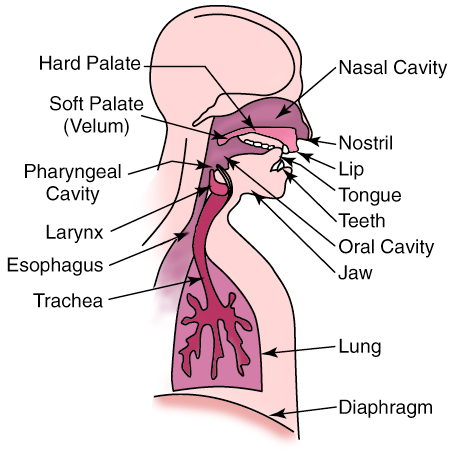 Hard Palate
Soft Palate
(Velum)
Pharyngeal
Cavity
Larynx
Esophagus
Trachea
Nasal Cavity
Nostril
Lip
Tongue
Teeth
Oral Cavity
Jaw
Lung
Diaphragm